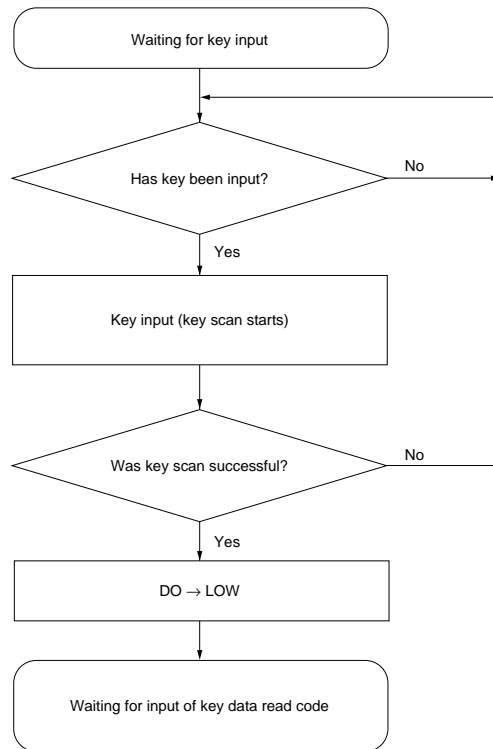 Waiting for key input
Has key been input?
No
Yes
Key input (key scan starts)
Was key scan successful?
No
Yes
DO → LOW
Waiting for input of key data read code